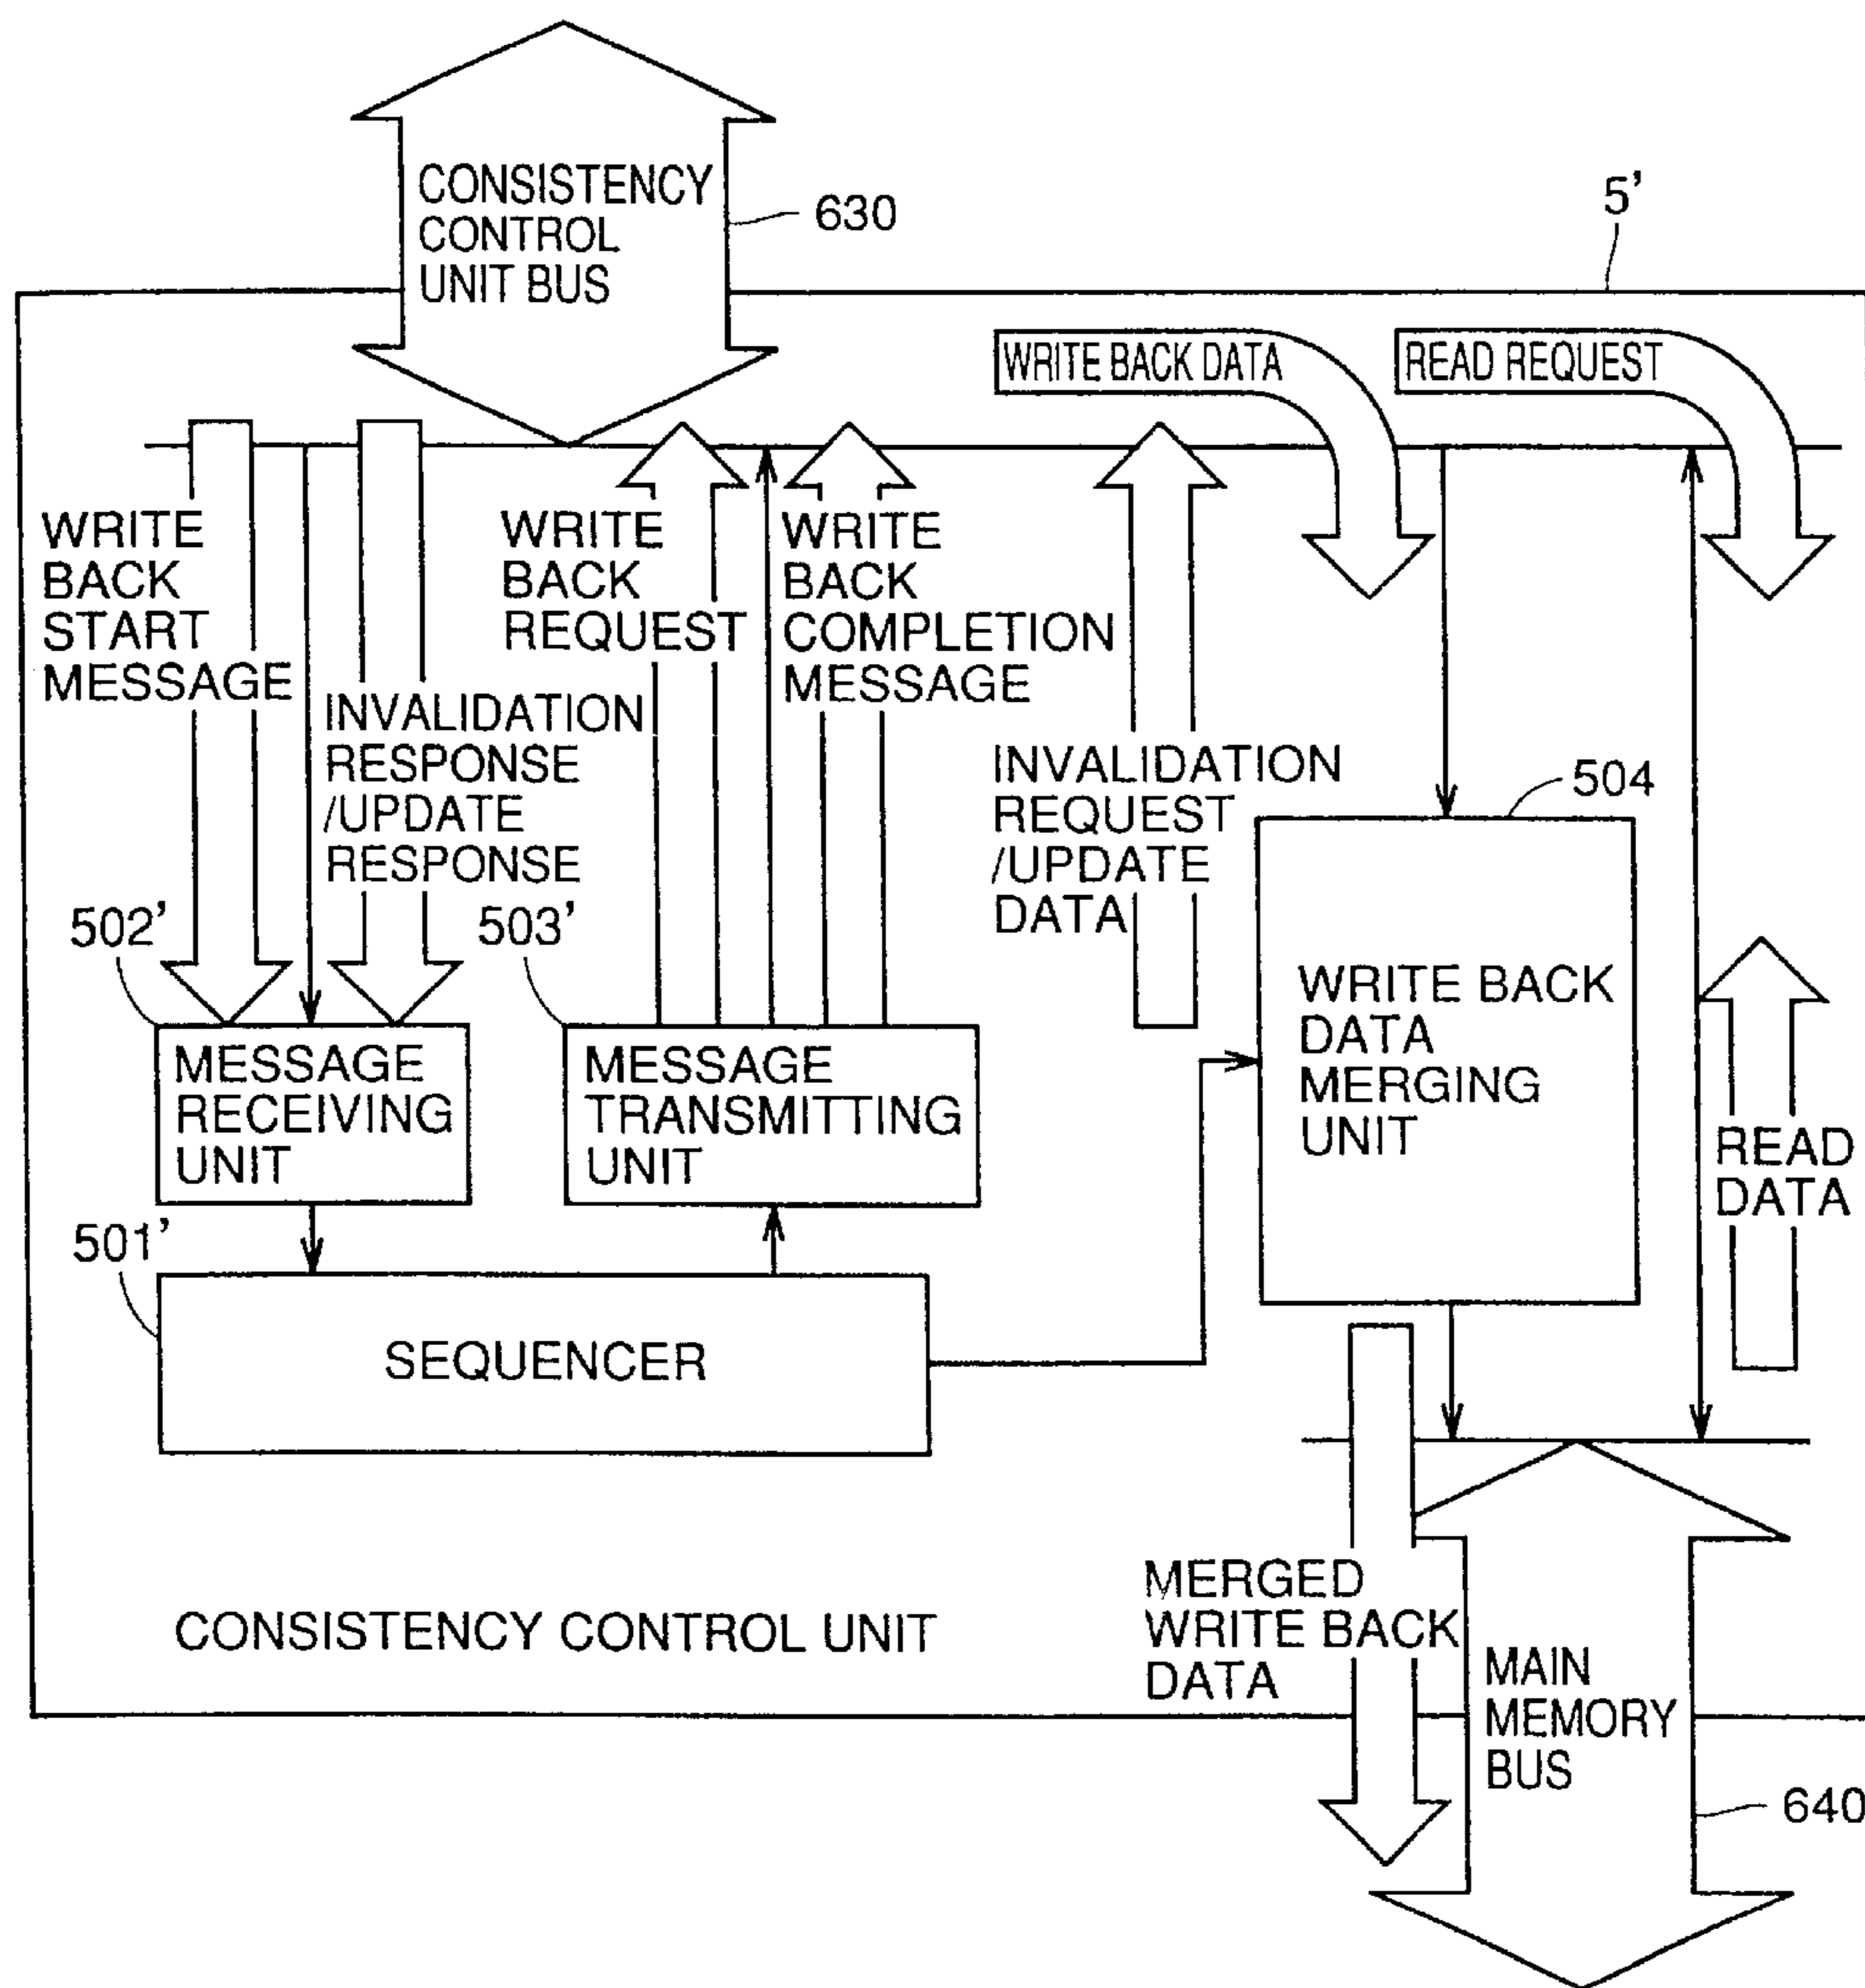 CONSISTENCY
CONTROL
UNIT BUS
630
5'
WRITE BACK DATA
READ REQUEST
WRITE
BACK
START
MESSAGE
INVALIDATION
RESPONSE
/UPDATE
RESPONSE
WRITE
BACK
REQUEST
WRITE
BACK
COMPLETION
MESSAGE
INVALIDATION
REQUEST
/UPDATE
DATA
504
502'
503'
MESSAGE
RECEIVING
UNIT
MESSAGE
TRANSMITTING
UNIT
WRITE BACK
DATA
MERGING
UNIT
READ
DATA
501'
SEQUENCER
CONSISTENCY CONTROL UNIT
MERGED
WRITE BACK
DATA
MAIN
MEMORY
BUS
640